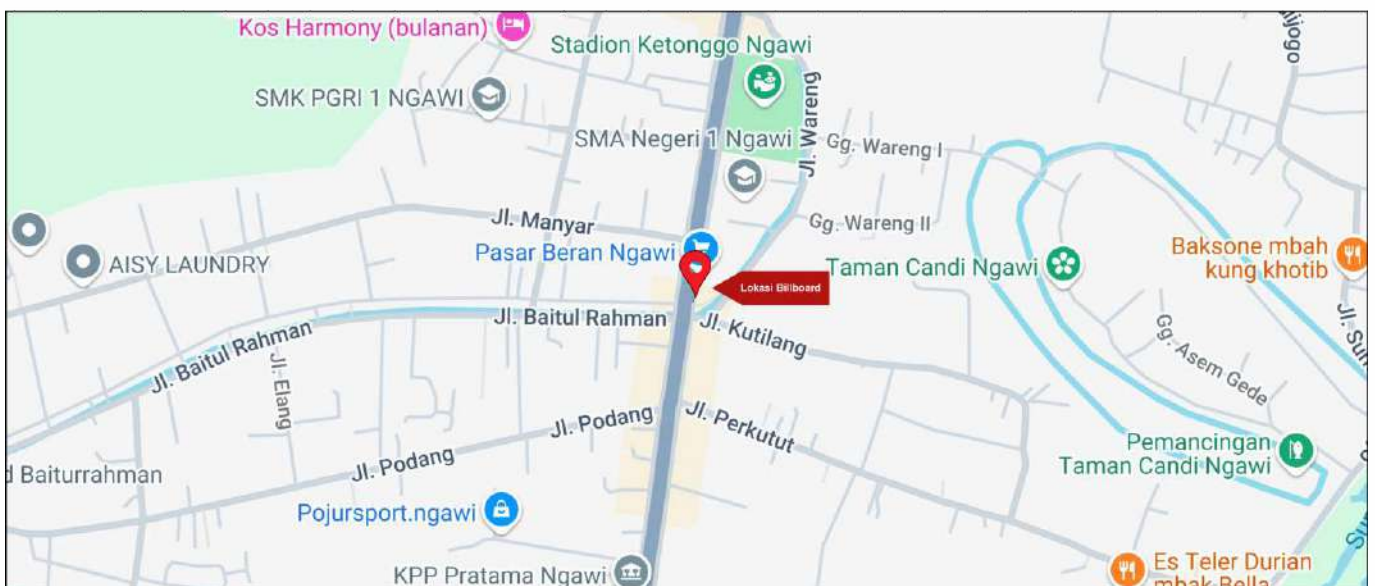 Kos Harmony (bulanan)
Stadion Ketonggo Ngawi
SMK PGRI 1 NGAWI
Jl. Wareng
SMA Negeri 1 Ngawi
Gg. Wareng I
Jl. Manyar
Gg. Wareng II
Pasar Beran Ngawi
AISY LAUNDRY
Taman Candi Ngawi
Baksone mbah
kung khotib
Lokasi Billboard
Jl. Baitul Rahman
Jl. Kutilang
Jl. Baitul Rahman
Jl. Elang
Gg. Asem Gede
Jl. Podang
Jl. Perkutut
Jl. Podang
Baiturrahman
Pemancingan
Taman Candi Ngawi
Pojursport.ngawi
KPP Pratama Ngawi
Es Teler Durian
mbak Bella